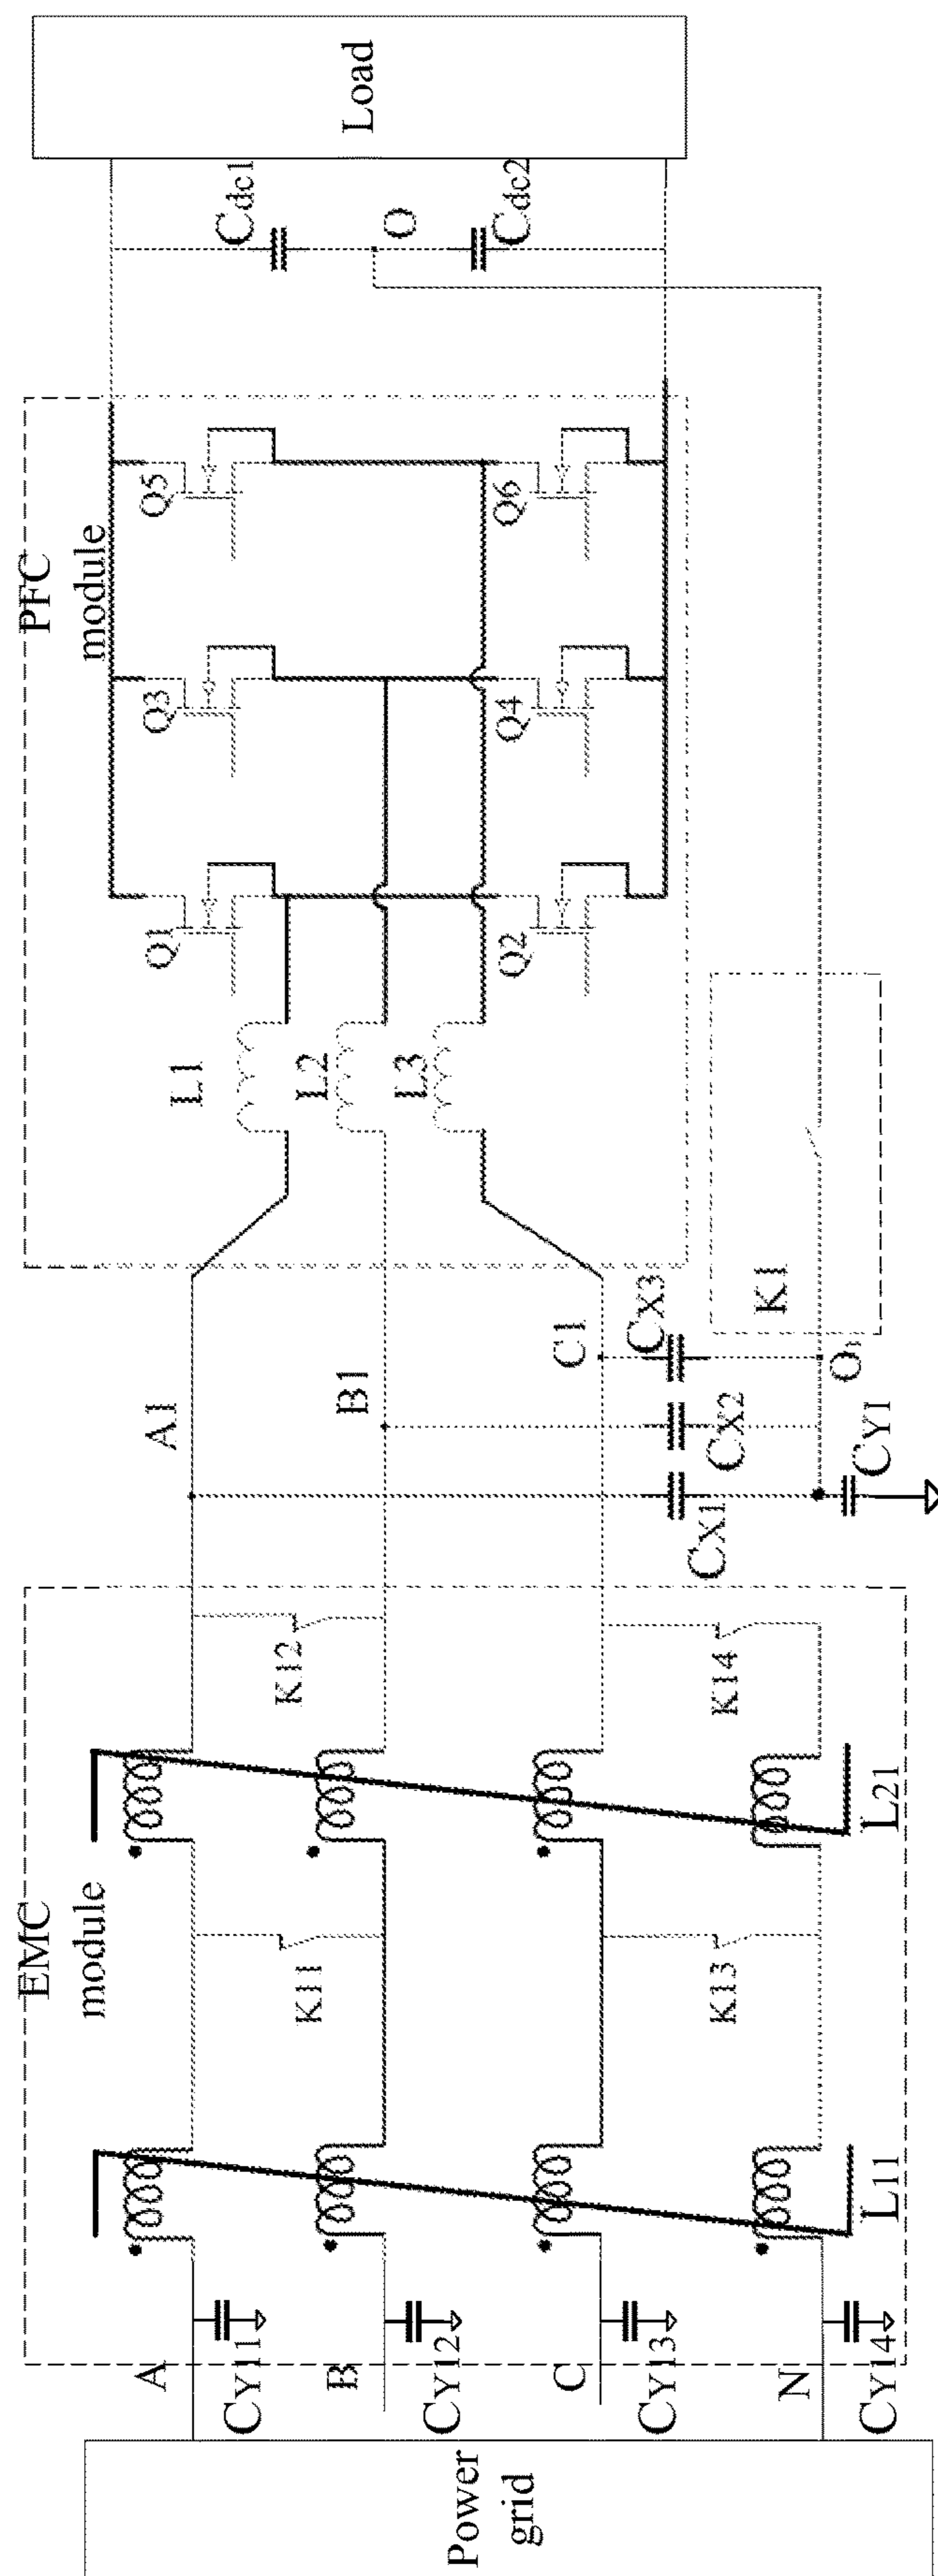 Power
grid
A
B
C
N
CY11
CY12
CY13
CY14
EMC
module
L11
L21
K11
K12
K13
K14
A1
B1
C1
CX1
CX2
CX3
CY1
O1
K1
PFC
module
L1
L2
L3
Q1
Q3
Q5
Q2
Q4
Q6
Cdc1
O
Cdc2
Load